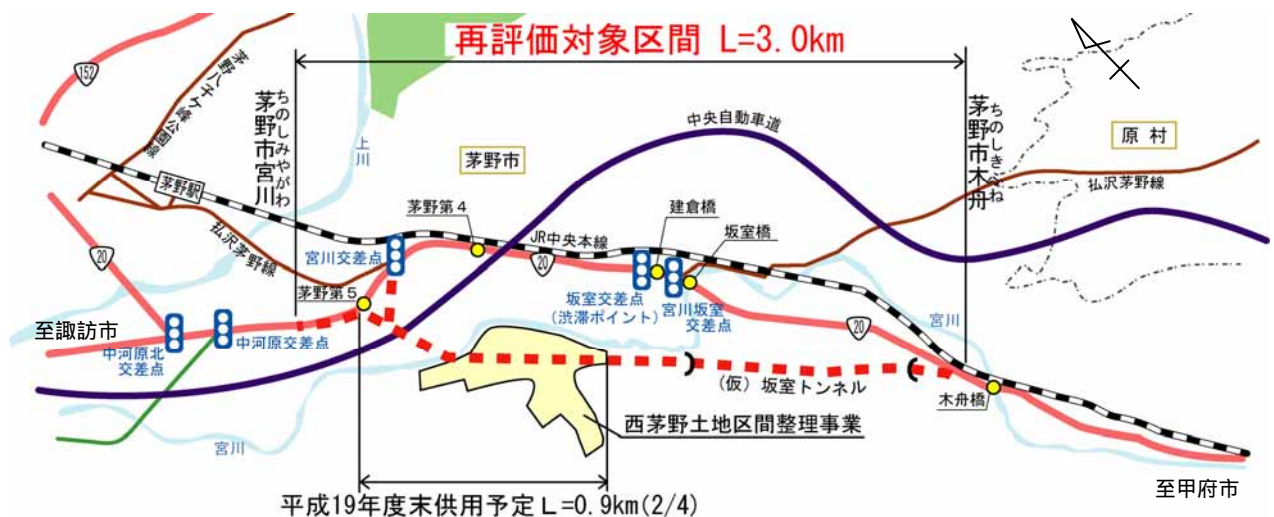 再評価対象区間 L=3.0km
152
茅野八子ケ峰公園線
ちのしみやがわ
茅野市宮川
上川
茅野市
中央自動車道
ちのしきぶね
茅野市木舟
原村
払沢茅野線
茅野駅
払沢茅野線
茅野第4
建倉橋
坂室橋
JR中央本線
20
宮川交差点
20
茅野第5
坂室交差点
(渋滞ポイント)
宮川坂室
交差点
宮川
20
至諏訪市
中河原北
交差点
中河原交差点
(仮)坂室トンネル
木舟橋
宮川
西茅野土地区間整理事業
平成19年度末供用予定 L=0.9km(2/4)
至甲府市